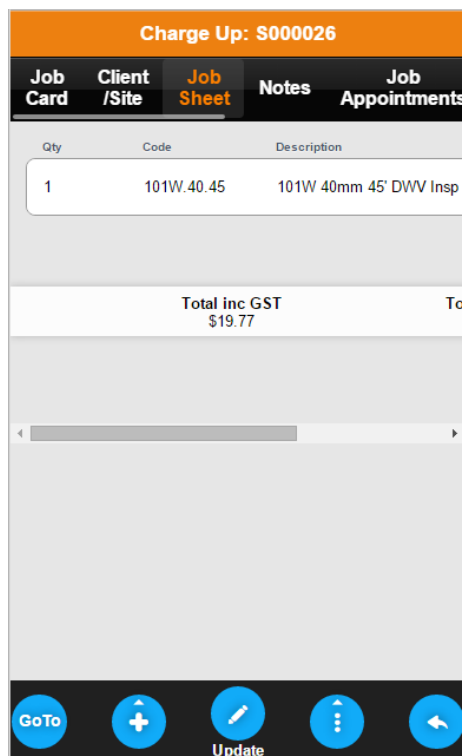 Charge Up: S000026
Job Card
Client /Site
Job Sheet
Notes
Job Appointments
Qty Code Description
1 101W.40.45 101W 40mm 45' DWV Insp
Total inc GST To
$19.77
GoTo
Update